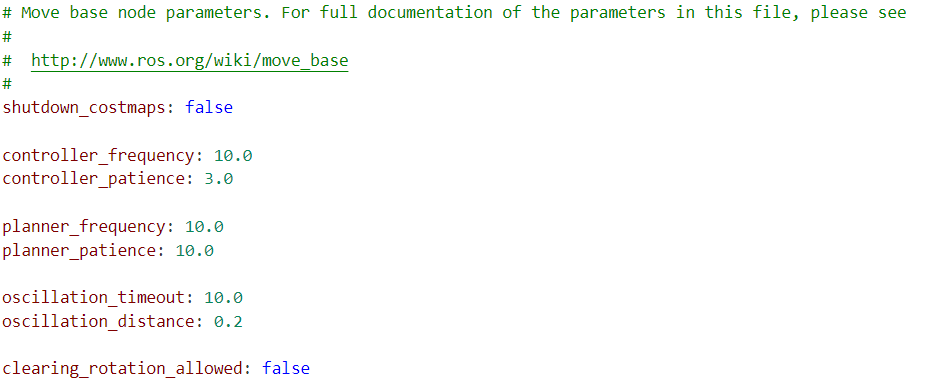 # Move base node parameters. For full documentation of the parameters in this file, please see
#
#  http://www.ros.org/wiki/move_base
#
shutdown_costmaps: false
controller_frequency: 10.0
controller_patience: 3.0
planner_frequency: 10.0
planner_patience: 10.0
oscillation_timeout: 10.0
oscillation_distance: 0.2
clearing_rotation_allowed: false